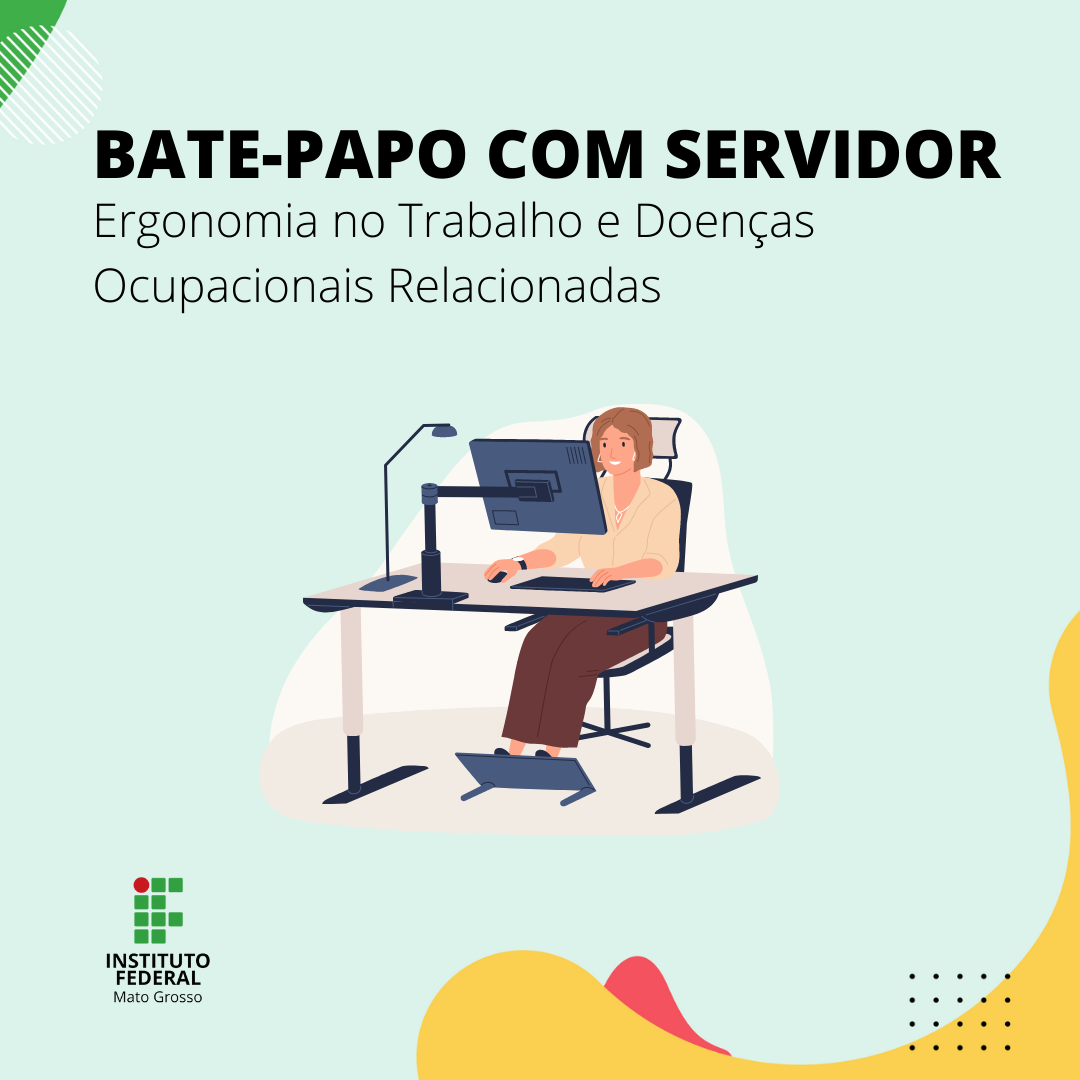 BATE-PAPO COM SERVIDOR
Ergonomia no Trabalho e Doenças
Ocupacionais Relacionadas
INSTITUTO
FEDERAL
Mato Grosso